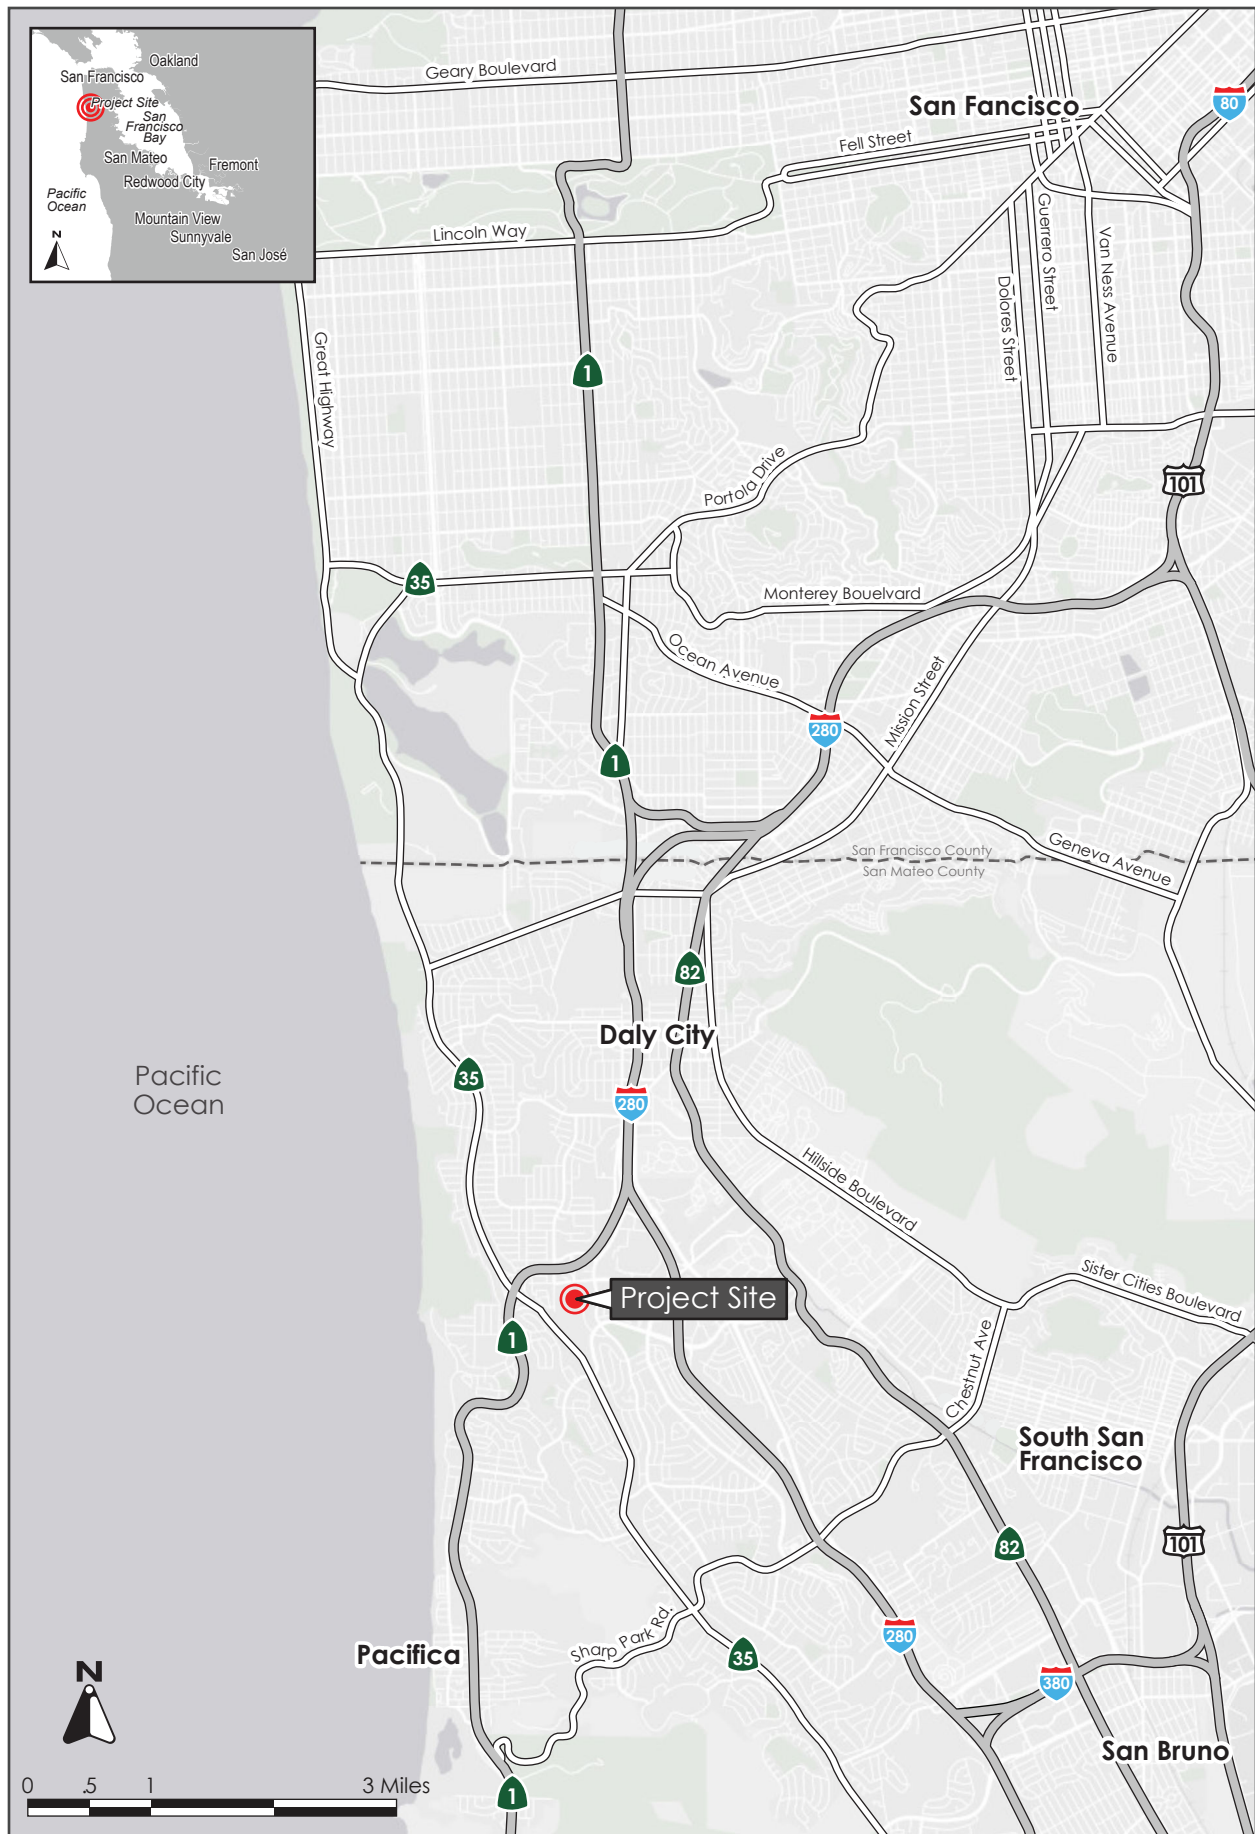 Oakland
San Francisco
Project Site
San
Francisco
Bay
San Mateo
Fremont
Redwood City
Pacific
Ocean
Mountain View
Sunnyvale
San José
N
Geary Boulevard
San Fancisco
80
Fell Street
Lincoln Way
Guerrero Street
Van Ness Avenue
Dolores Street
Great Highway
1
101
Portola Drive
35
Monterey Bouelvard
Ocean Avenue
Mission Street
280
1
San Francisco County
San Mateo County
Geneva Avenue
82
Daly City
Pacific
Ocean
35
280
Hillside Boulevard
Sister Cities Boulevard
Project Site
1
Chestnut Ave
South San
Francisco
101
82
Sharp Park Rd.
280
Pacifica
35
380
N
San Bruno
0 .5 1 3 Miles
1